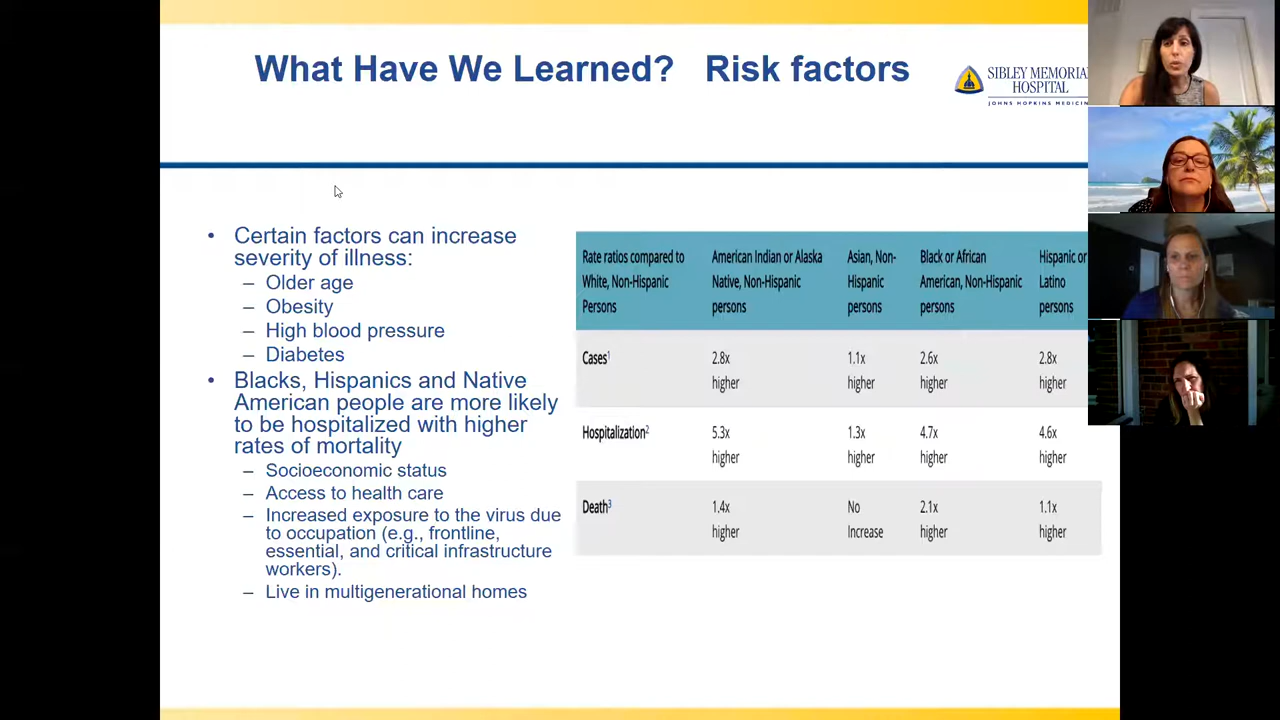 What Have We Learned? Risk factors
SIBLEY MEMORIAL
HOSPITAL
JOHNS HOPKINS MEDICINE
• Certain factors can increase
severity of illness:
– Older age
– Obesity
– High blood pressure
– Diabetes
• Blacks, Hispanics and Native
American people are more likely
to be hospitalized with higher
rates of mortality
– Socioeconomic status
– Access to health care
– Increased exposure to the virus due
to occupation (e.g., frontline,
essential, and critical infrastructure
workers).
– Live in multigenerational homes
Rate ratios compared to
White, Non-Hispanic
Persons
American Indian or Alaska
Native, Non-Hispanic
persons
Asian, Non-
Hispanic
persons
Black or African
American, Non-Hispanic
persons
Hispanic or
Latino
persons
Cases1
2.8x
higher
1.1x
higher
2.6x
higher
2.8x
higher
Hospitalization2
5.3x
higher
1.3x
higher
4.7x
higher
4.6x
higher
Death3
1.4x
higher
No
Increase
2.1x
higher
1.1x
higher